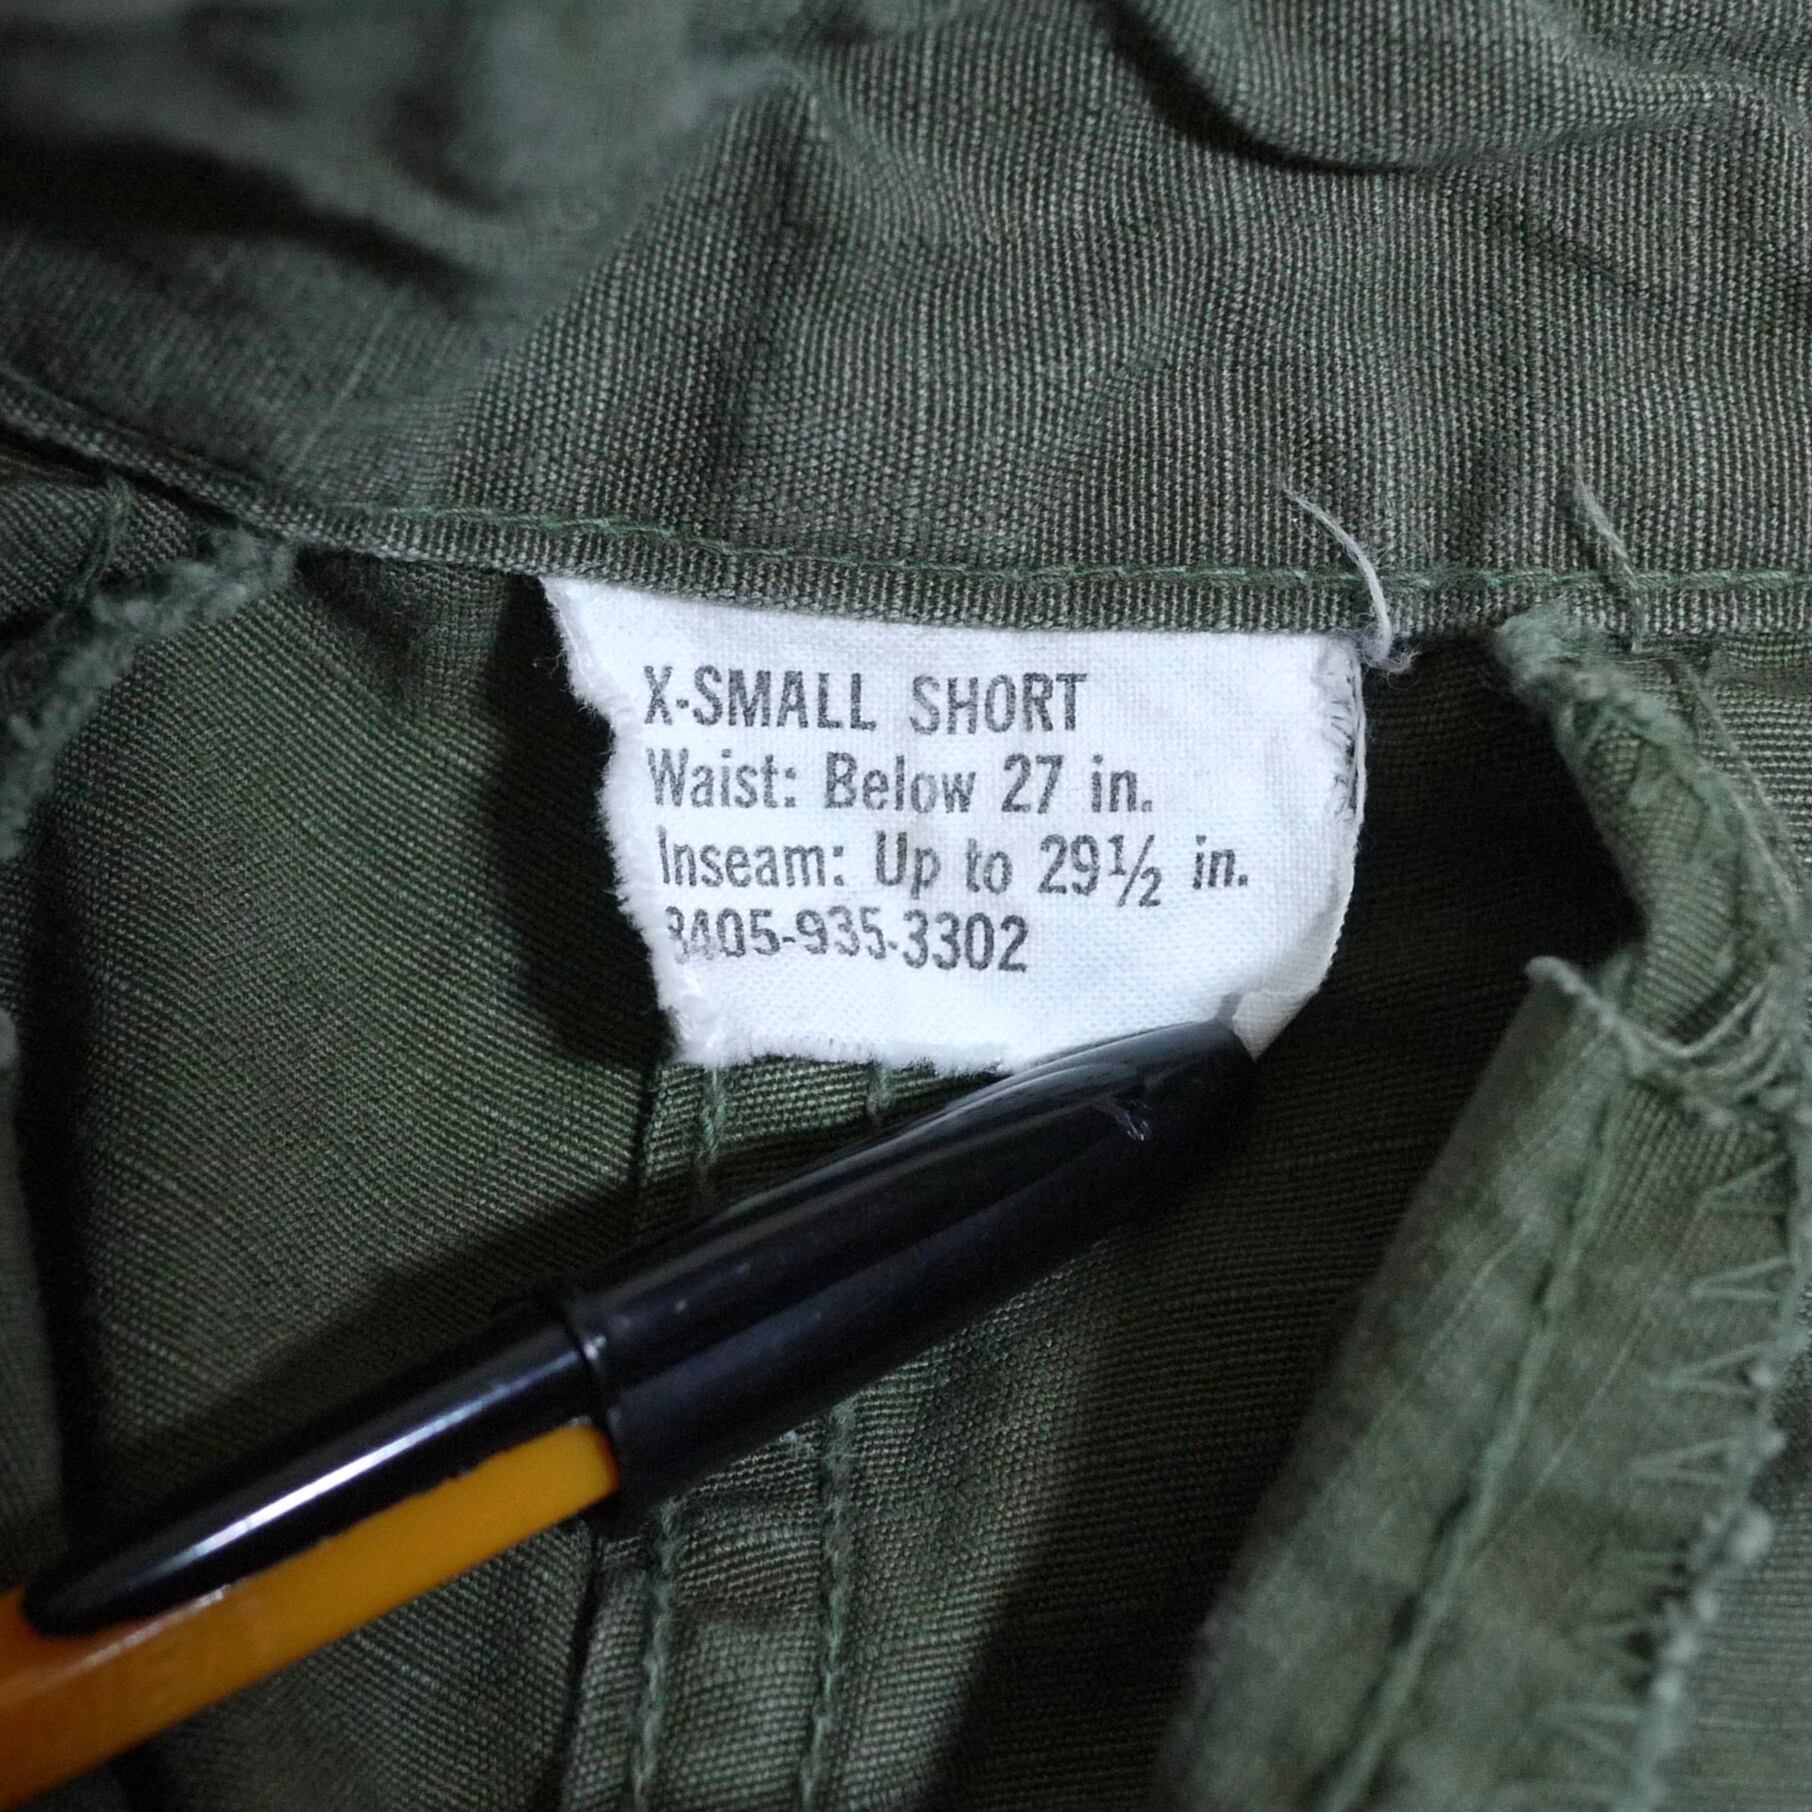 X-SMALL SHORT
Waist: Below 27 in.
Inseam: Up to 29½ in.
8405-935-3302